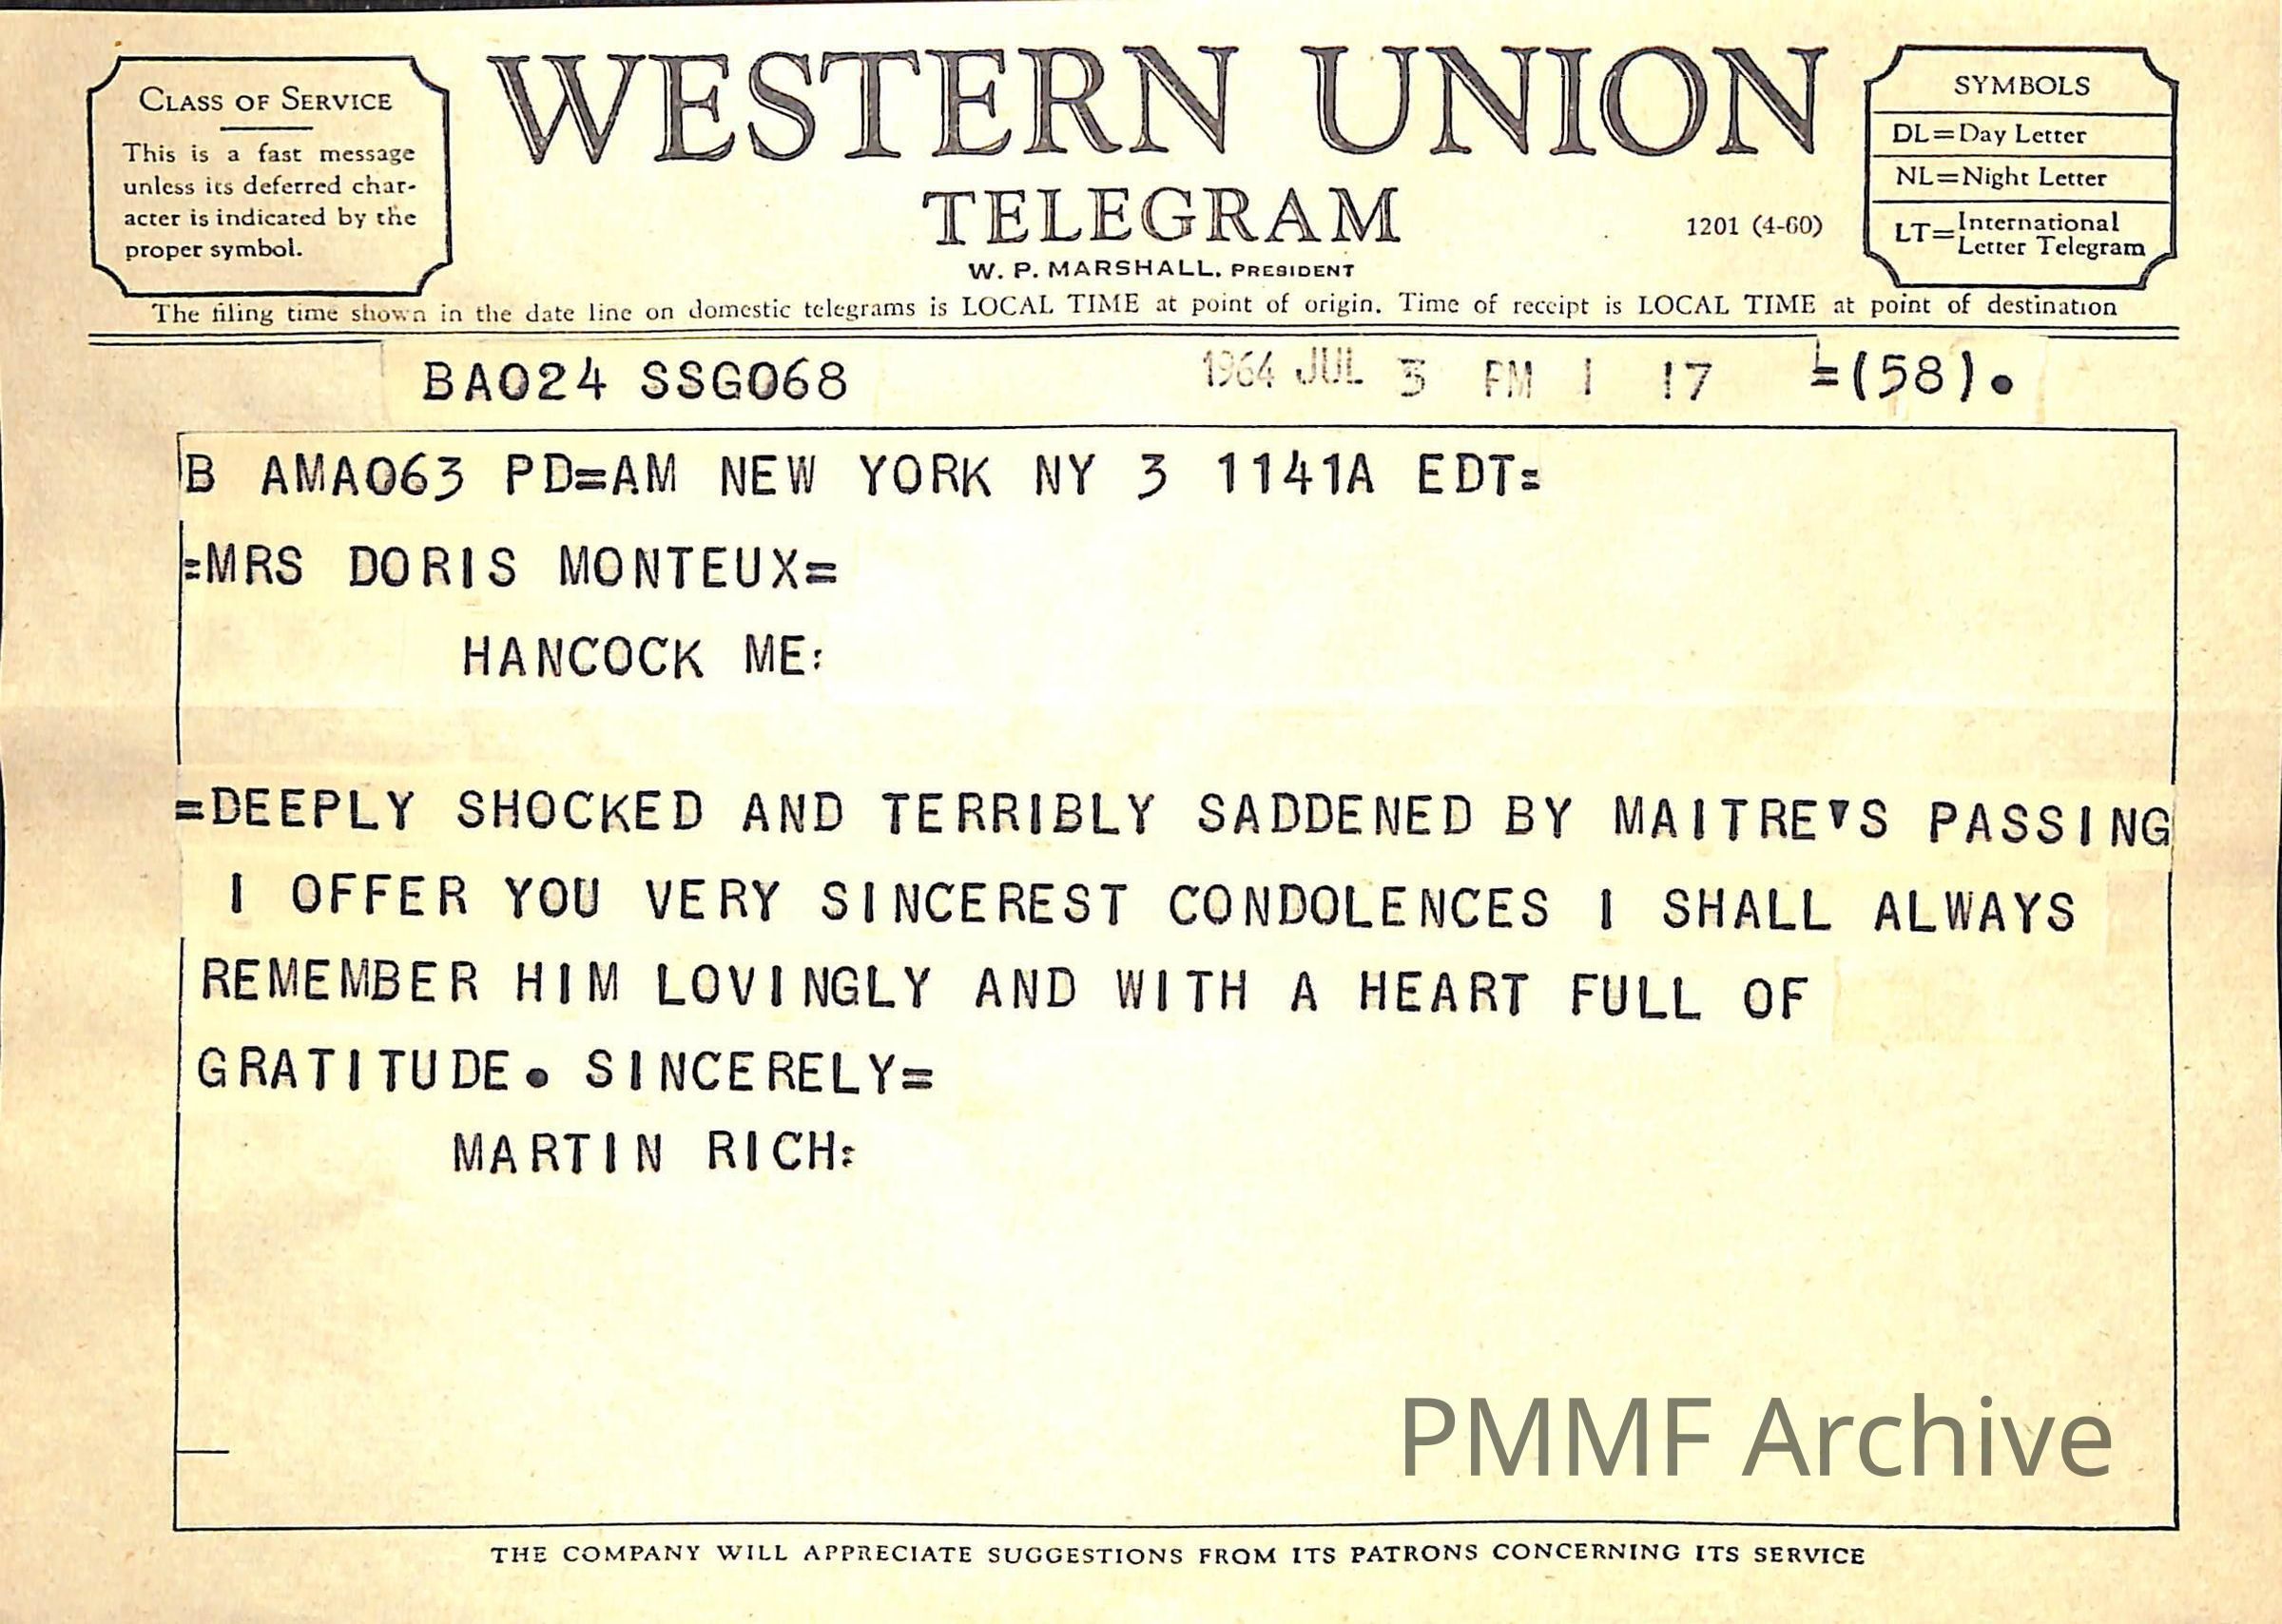 CLASS OF SERVICE
This is a fast message
unless its deferred char-
acter is indicated by the
proper symbol.
WESTERN UNION
TELEGRAM
W. P. MARSHALL, PRESIDENT
1201 (4-60)
SYMBOLS
DL=Day Letter
NL=Night Letter
LT=International Letter Telegram
The filing time shown in the date line on domestic telegrams is LOCAL TIME at point of origin. Time of receipt is LOCAL TIME at point of destination
BA024 SSG068 1964 JUL 3 PM 1 17 L=(58).
B AMA063 PD=AM NEW YORK NY 3 1141A EDT=
=MRS DORIS MONTEUX=
HANCOCK ME:
=DEEPLY SHOCKED AND TERRIBLY SADDENED BY MAITRE'S PASSING
I OFFER YOU VERY SINCEREST CONDOLENCES I SHALL ALWAYS
REMEMBER HIM LOVINGLY AND WITH A HEART FULL OF
GRATITUDE. SINCERELY=
MARTIN RICH:
PMMF Archive
THE COMPANY WILL APPRECIATE SUGGESTIONS FROM ITS PATRONS CONCERNING ITS SERVICE